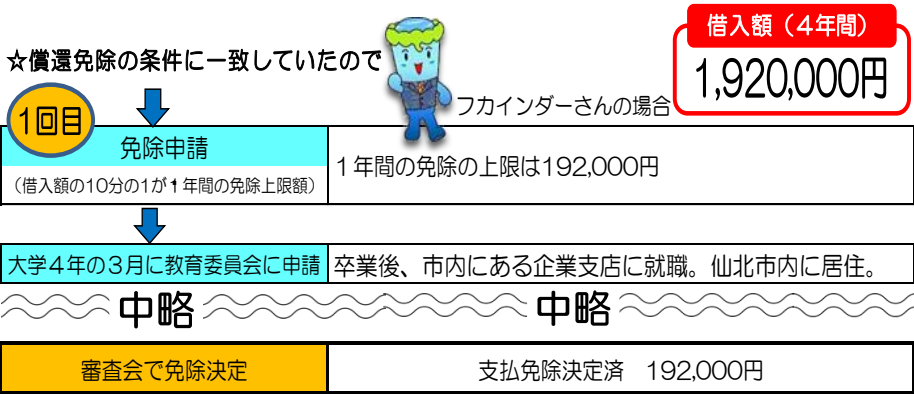 借入額（4年間）
1,920,000円
☆償還免除の条件に一致していたので
フカインダーさんの場合
1回目
免除申請
（借入額の10分の1が1年間の免除上限額）
１年間の免除の上限は192,000円
大学４年の３月に教育委員会に申請
卒業後、市内にある企業支店に就職。仙北市内に居住。
中略
中略
審査会で免除決定
支払免除決定済　192,000円